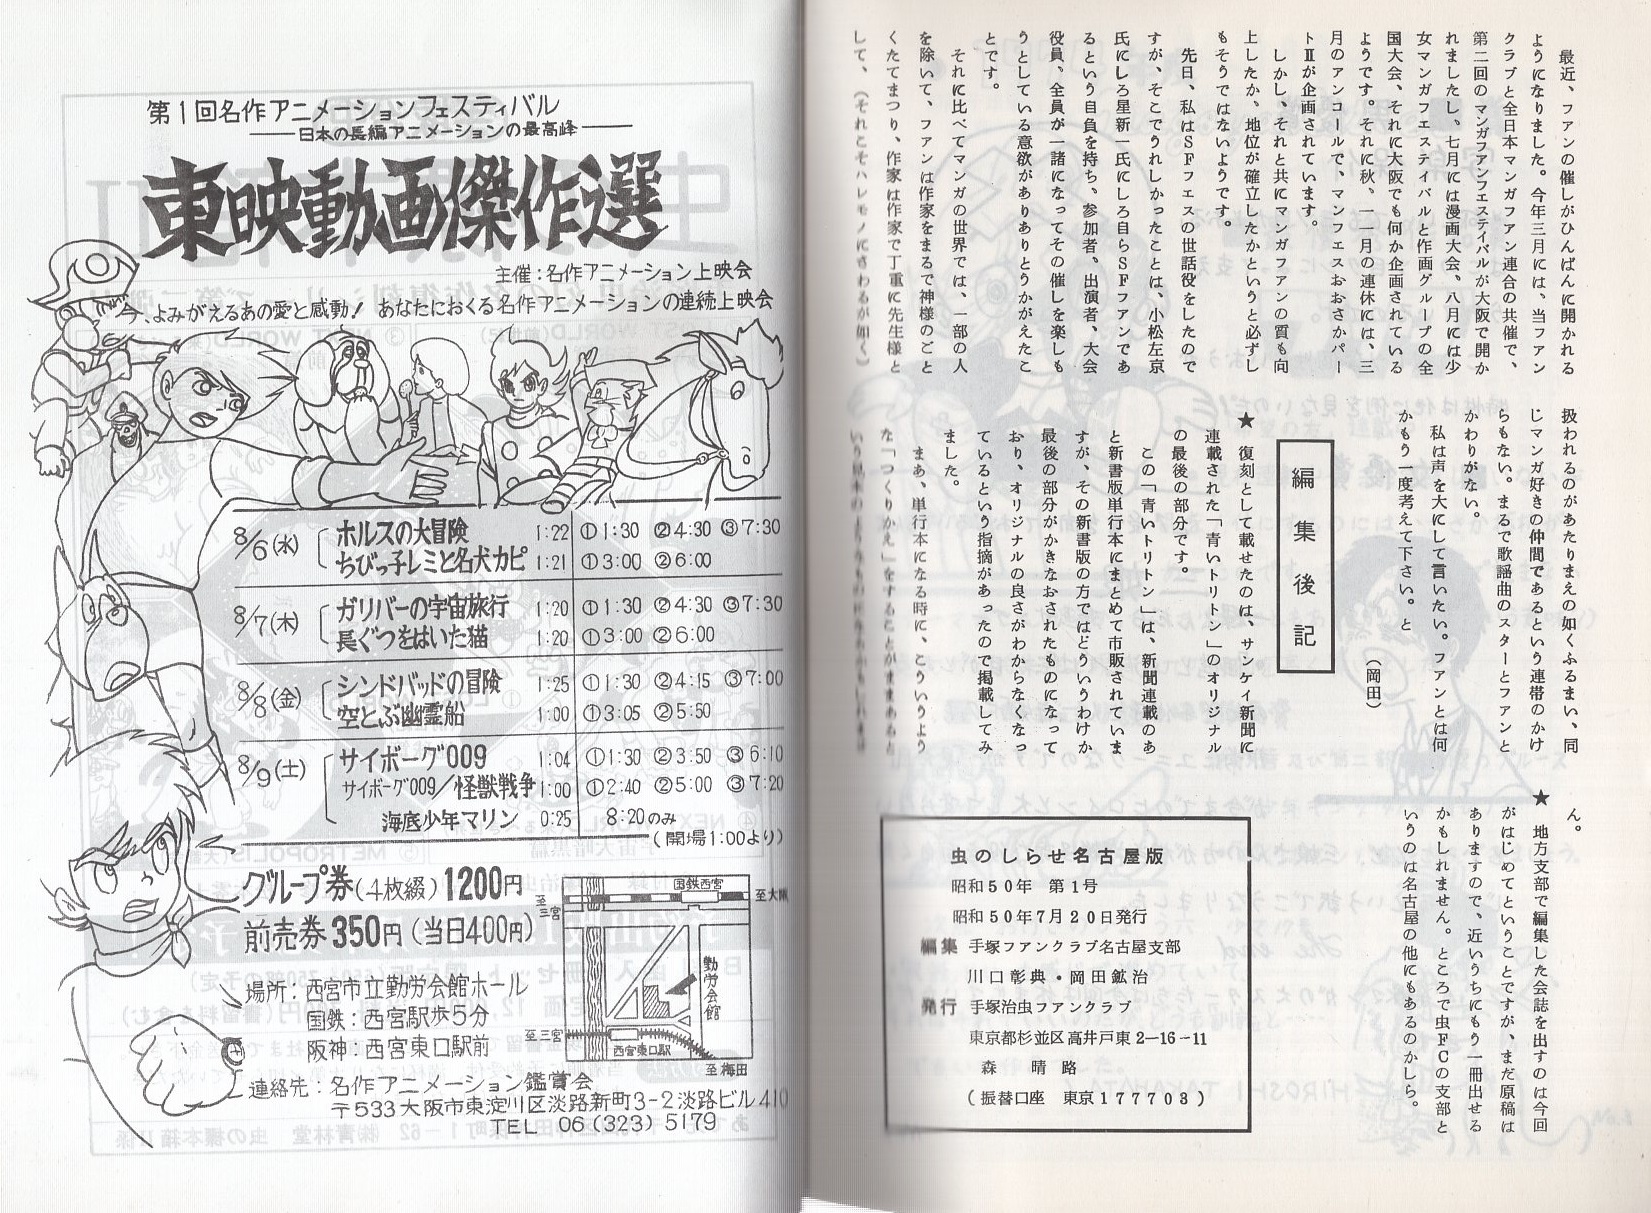 最近、ファンの催しがひんぱんに開かれる
ようになりました。今年三月には、当ファン
クラブと全日本マンガファン連合の共催で、
第二回のマンガファンフェスティバルが大阪で開か
れましたし、七月には漫画大会、八月には少
女マンガフェスティバルと作画グループの全
国大会、それに大阪でも何か企画されている
ようです。それに秋、一一月の連休には、三
月のアンコールで、マンフェスおおさかパー
トⅡが企画されています。
しかし、それと共にマンガファンの質も向
上したか、地位が確立したかというと必ずし
もそうではないようです。
先日、私はSFフェスの世話役をしたので
すが、そこでうれしかったことは、小松左京
氏にしろ星新一氏にしろ自らSFファンであ
るという自負を持ち、参加者、出演者、大会
役員、全員が一諸になってその催しを楽しも
うとしている意欲がありありとうかがえたこ
とです。
それに比べてマンガの世界では、一部の人
を除いて、ファンは作家をまるで神様のごと
くたてまつり、作家は作家で丁重に先生様と
して、(それこそハレモノにさわるが如く)
扱われるのがあたりまえの如くふるまい、同
じマンガ好きの仲間であるという連帯のかけ
らもない。まるで歌謡曲のスターとファンと
かわりがない。
私は声を大にして言いたい。ファンとは何
かもう一度考えて下さい。と
(岡田)
編集後記
★ 復刻として載せたのは、サンケイ新聞に
連載された「青いトリトン」のオリジナル
の最後の部分です。
この「青いトリトン」は、新聞連載のあ
と新書版単行本にまとめて市販されていま
すが、その新書版の方ではどういうわけか
最後の部分がかきなおされたものになって
おり、オリジナルの良さがわからなくなっ
ているという指摘があったので掲載してみ
ました。
まあ、単行本になる時に、こういうよう
な「つくりかえ」をすることがままあると
ん。
★ 地方支部で編集した会誌を出すのは今回
がはじめてということですが、まだ原稿は
ありますので、近いうちにもう一冊出せる
かもしれません。ところで虫FCの支部と
いうのは名古屋の他にもあるのかしら。
虫のしらせ名古屋版
昭和50年 第1号
昭和50年7月20日発行
編集 手塚ファンクラブ名古屋支部
川口彰典・岡田鉱治
発行 手塚治虫ファンクラブ
東京都杉並区高井戸東2-16-11
森 晴路
(振替口座 東京177703)
第1回名作アニメーションフェスティバル
——日本の長編アニメーションの最高峰——
東映動画傑作選
主催:名作アニメーション上映会
今、よみがえるあの愛と感動! あなたにおくる名作アニメーションの連続上映会
8/6(水) ホルスの大冒険 1:22 ①1:30 ②4:30 ③7:30
ちびっ子レミと名犬カピ 1:21 ①3:00 ②6:00
8/7(木) ガリバーの宇宙旅行 1:20 ①1:30 ②4:30 ③7:30
長ぐつをはいた猫 1:20 ①3:00 ②6:00
8/8(金) シンドバッドの冒険 1:25 ①1:30 ②4:15 ③7:00
空とぶ幽霊船 1:00 ①3:05 ②5:50
8/9(土) サイボーグ009 1:04 ①1:30 ②3:50 ③6:10
サイボーグ009/怪獣戦争 1:00 ①2:40 ②5:00 ③7:20
海底少年マリン 0:25 8:20のみ
(開場1:00より)
グループ券(4枚綴)1200円
前売券350円(当日400円)
場所:西宮市立勤労会館ホール
国鉄:西宮駅歩5分
阪神:西宮東口駅前
連絡先:名作アニメーション鑑賞会
〒533大阪市東淀川区淡路新町3-2淡路ビル410
TEL 06(323)5179
国鉄西宮
至三宮
至大阪
勤労会館
至三宮
西宮東口駅
至梅田